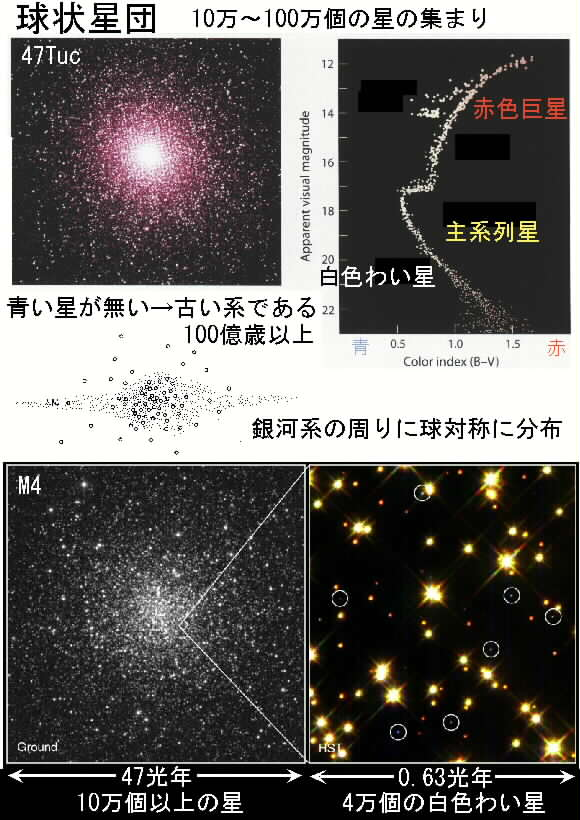 球状星団 10万~100万個の星の集まり
47Tuc
Apparent visual magnitude
12
14
16
18
20
22
赤色巨星
主系列星
白色わい星
青 0.5 1.0 1.5 赤
Color index (B-V)
青い星が無い→古い系である
100億歳以上
銀河系の周りに球対称に分布
M4
Ground
HST
47光年
10万個以上の星
0.63光年
4万個の白色わい星